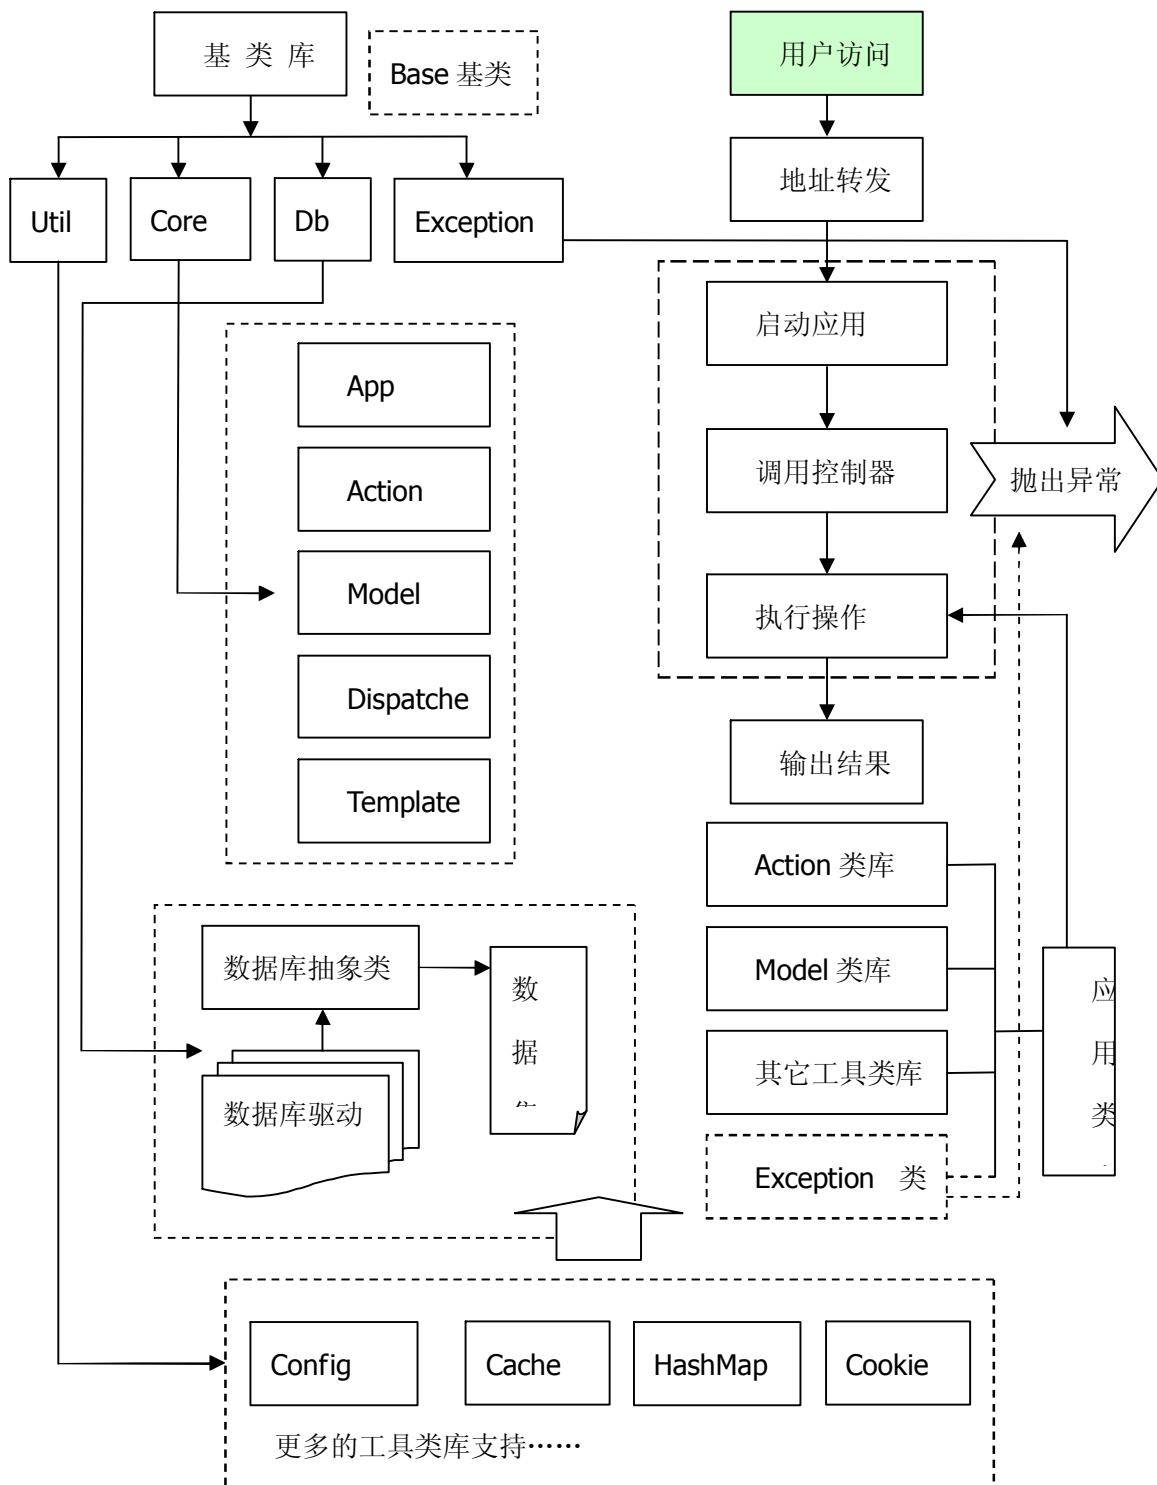 基 类 库
Base 基类
用户访问
地址转发
Util
Core
Db
Exception
启动应用
App
调用控制器
抛出异常
Action
Model
执行操作
Dispatche
输出结果
Template
Action 类库
数据库抽象类
数
据
Model 类库
应
用
类
其它工具类库
数据库驱动
Exception 类
Config
Cache
HashMap
Cookie
更多的工具类库支持……